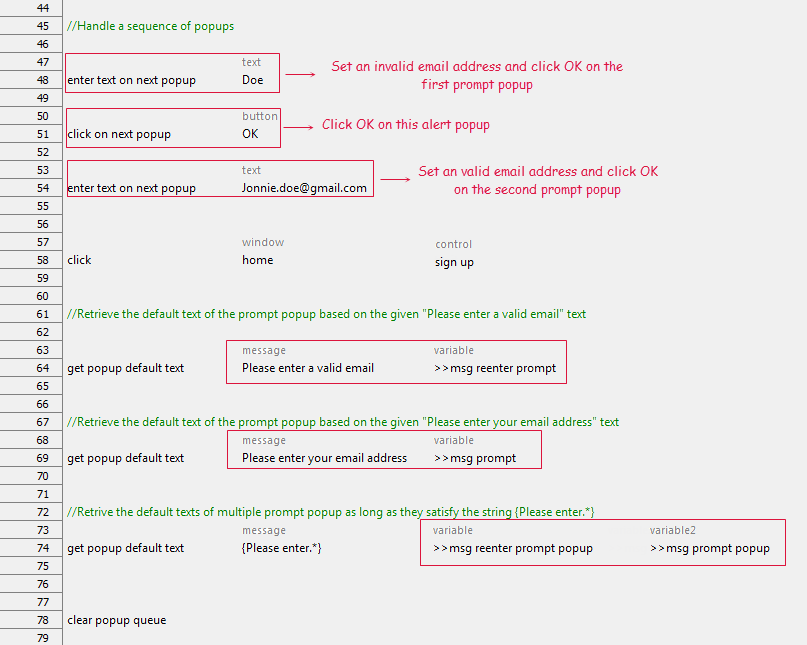 44
45 //Handle a sequence of popups
46
47 text
48 enter text on next popup Doe
Set an invalid email address and click OK on the
first prompt popup
49
50 button
51 click on next popup OK
Click OK on this alert popup
52
53 text
54 enter text on next popup Jonnie.doe@gmail.com
Set an valid email address and click OK
on the second prompt popup
55
56
57 window control
58 click home sign up
59
60
61 //Retrieve the default text of the prompt popup based on the given "Please enter a valid email" text
62
63 message variable
64 get popup default text Please enter a valid email >>msg reenter prompt
65
66
67 //Retrieve the default text of the prompt popup based on the given "Please enter your email address" text
68 message variable
69 get popup default text Please enter your email address >>msg prompt
70
71
72 //Retrive the default texts of multiple prompt popup as long as they satisfy the string {Please enter.*}
73 message variable variable2
74 get popup default text {Please enter.*} >>msg reenter prompt popup >>msg prompt popup
75
76
77
78 clear popup queue
79